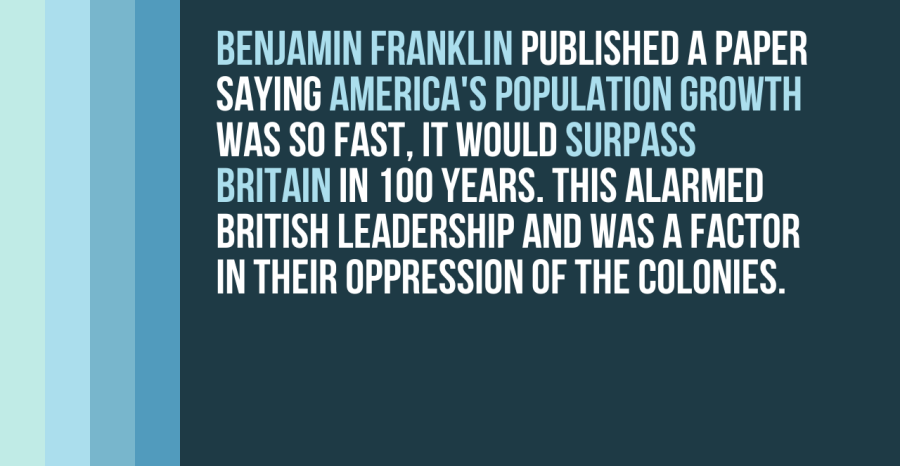 BENJAMIN FRANKLIN PUBLISHED A PAPER
SAYING AMERICA'S POPULATION GROWTH
WAS SO FAST, IT WOULD SURPASS
BRITAIN IN 100 YEARS. THIS ALARMED
BRITISH LEADERSHIP AND WAS A FACTOR
IN THEIR OPPRESSION OF THE COLONIES.